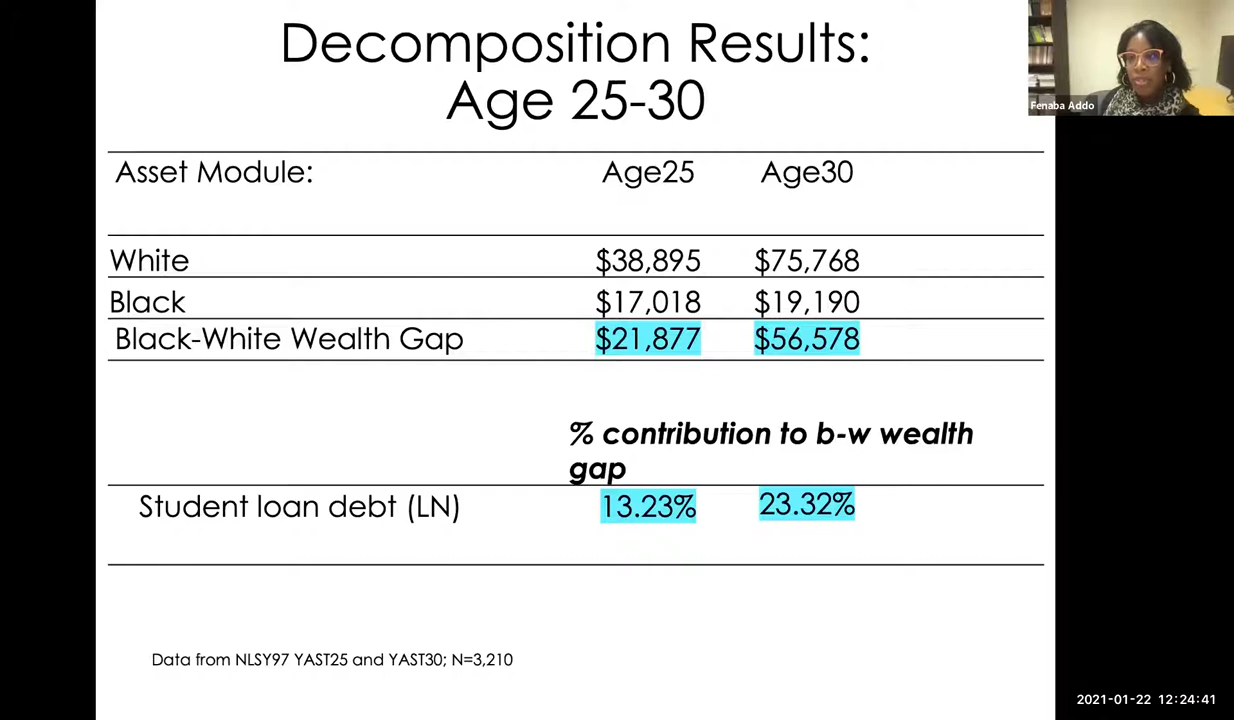 Decomposition Results:
Age 25-30
Fenaba Addo
Asset Module: Age25 Age30
White $38,895 $75,768
Black $17,018 $19,190
Black-White Wealth Gap $21,877 $56,578
% contribution to b-w wealth
gap
Student loan debt (LN) 13.23% 23.32%
Data from NLSY97 YAST25 and YAST30; N=3,210
2021-01-22 12:24:41